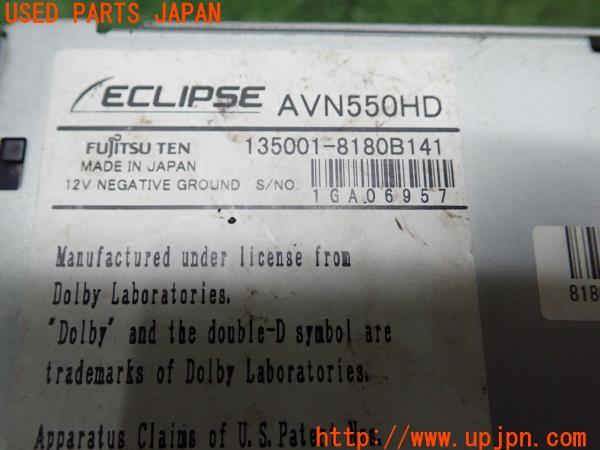 USED PARTS JAPAN
ECLIPSE AVN550HD
FUJITSU TEN 135001-8180B141
MADE IN JAPAN
12V NEGATIVE GROUND S/NO.
1GA06957
Manufactured under license from
Dolby Laboratories.
"Dolby" and the double-D symbol are
trademarks of Dolby Laboratories.
Apparatus Claims of U.S. Patent Nos.
818
http://www.upjpn.com